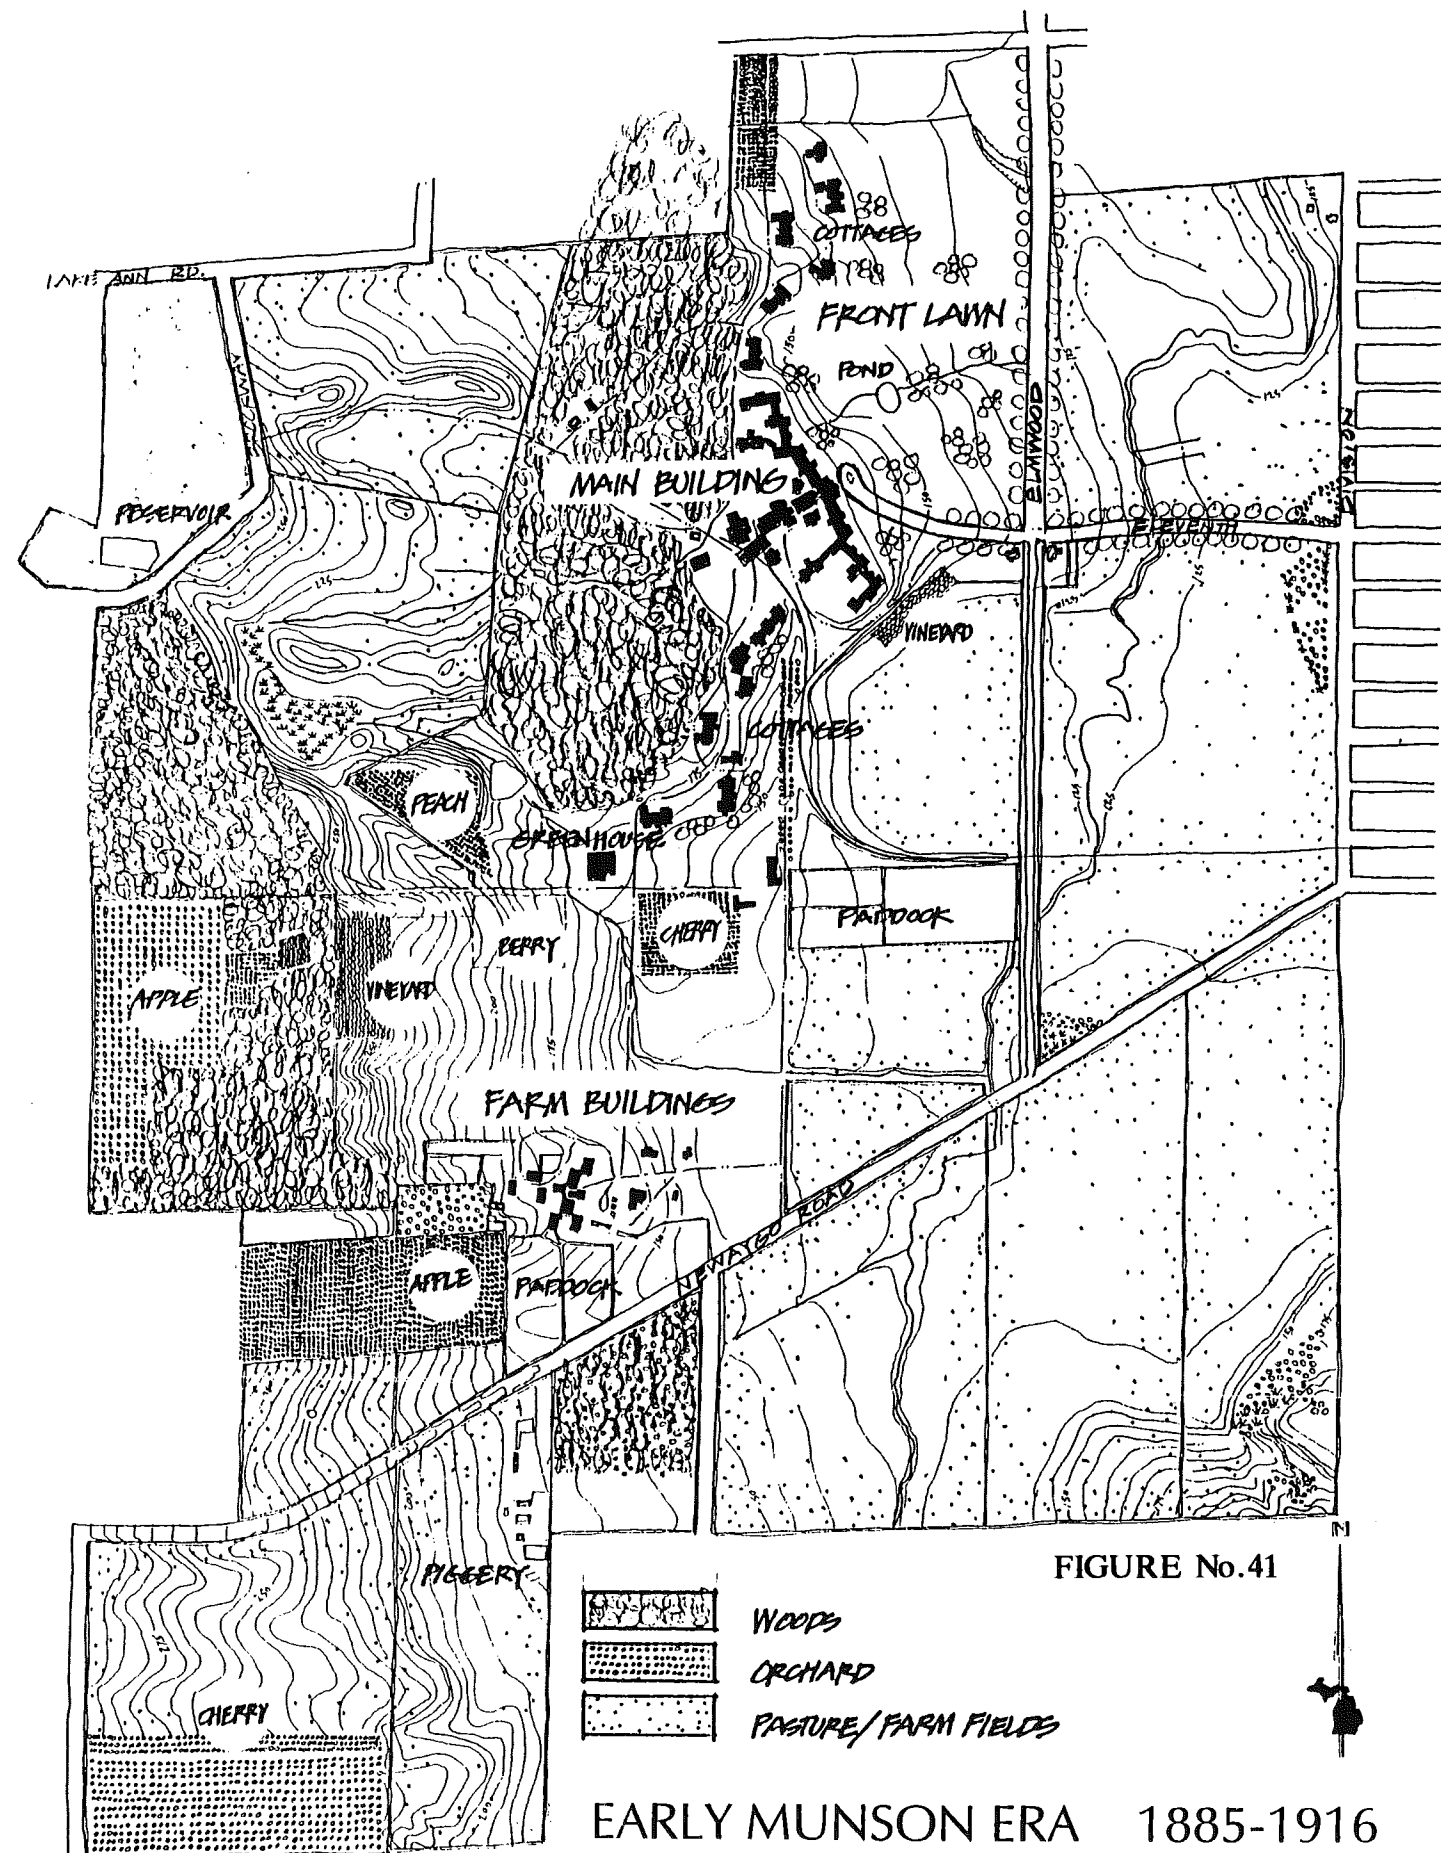 COTTAGES
FRONT LAWN
LAKE ANN RD.
POND
ELMWOOD
DIVISION
MAIN BUILDING
RESERVOIR
ELEVENTH
VINEYARD
COTTAGES
PEACH
GREENHOUSE
PADDOCK
CHERRY
BERRY
VINEYARD
APPLE
FARM BUILDINGS
NEWAYGO ROAD
APPLE
PADDOCK
FIGURE No.41
N
PIGGERY
WOODS
ORCHARD
PASTURE/FARM FIELDS
CHERRY
EARLY MUNSON ERA 1885-1916